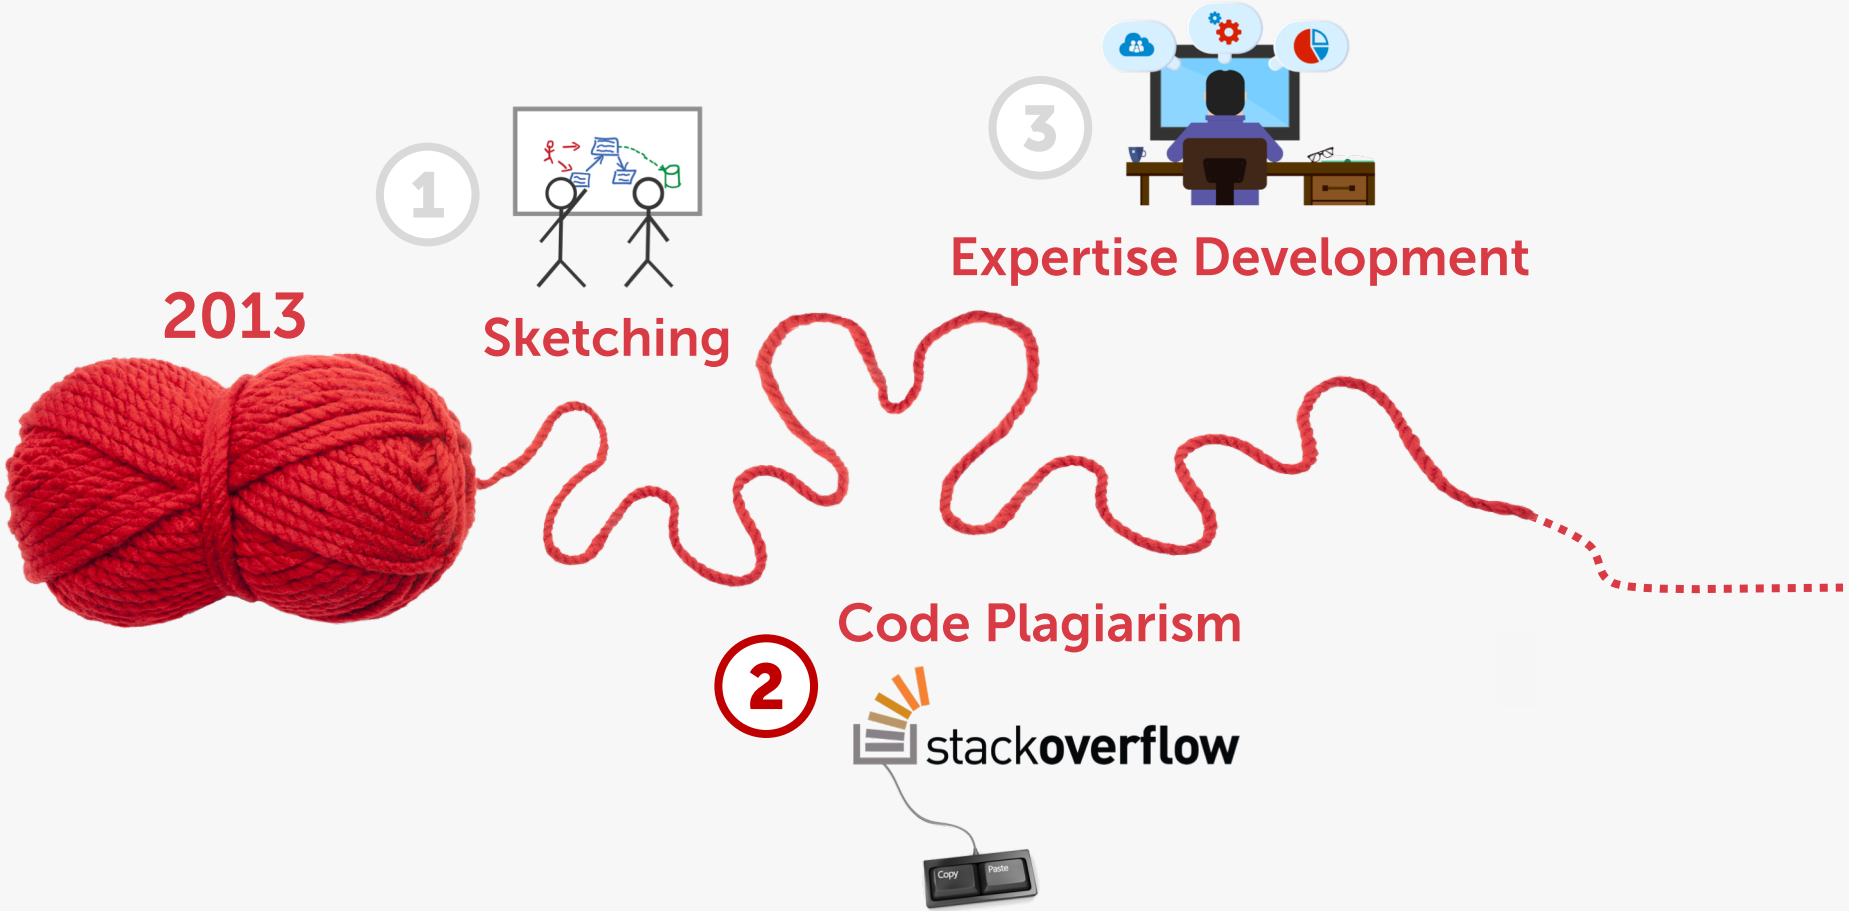 2013
1
Sketching
3
Expertise Development
Code Plagiarism
2
stackoverflow
Copy
Paste